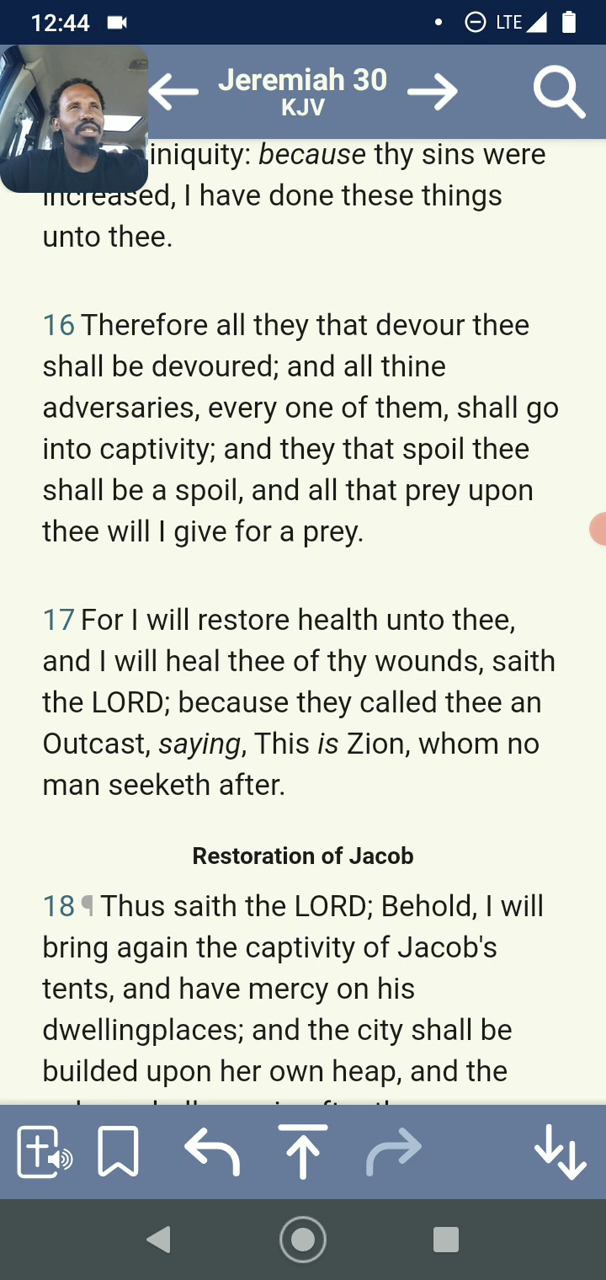 12:44
LTE
Jeremiah 30
KJV
iniquity: because thy sins were
increased, I have done these things
unto thee.
16 Therefore all they that devour thee
shall be devoured; and all thine
adversaries, every one of them, shall go
into captivity; and they that spoil thee
shall be a spoil, and all that prey upon
thee will I give for a prey.
17 For I will restore health unto thee,
and I will heal thee of thy wounds, saith
the LORD; because they called thee an
Outcast, saying, This is Zion, whom no
man seeketh after.
Restoration of Jacob
18 ¶ Thus saith the LORD; Behold, I will
bring again the captivity of Jacob's
tents, and have mercy on his
dwellingplaces; and the city shall be
builded upon her own heap, and the